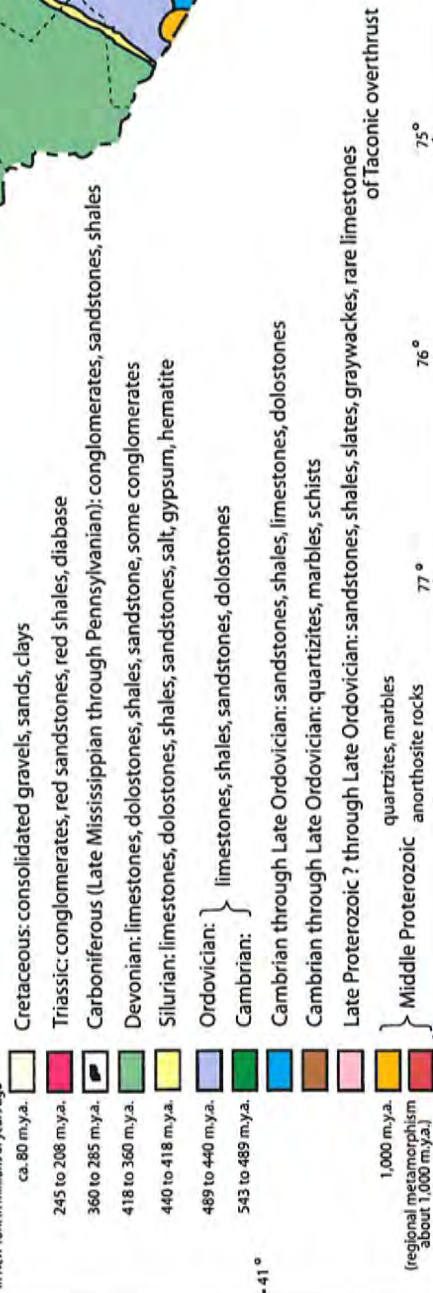 ca. 80 m.y.a. Cretaceous: consolidated gravels, sands, clays
245 to 208 m.y.a. Triassic: conglomerates, red sandstones, red shales, diabase
360 to 285 m.y.a. Carboniferous (Late Mississippian through Pennsylvanian): conglomerates, sandstones, shales
418 to 360 m.y.a. Devonian: limestones, dolostones, shales, sandstone, some conglomerates
440 to 418 m.y.a. Silurian: limestones, dolostones, shales, sandstones, salt, gypsum, hematite
489 to 440 m.y.a. Ordovician:
limestones, shales, sandstones, dolostones
543 to 489 m.y.a. Cambrian:
Cambrian through Late Ordovician: sandstones, shales, limestones, dolostones
Cambrian through Late Ordovician: quartzites, marbles, schists
Late Proterozoic ? through Late Ordovician: sandstones, shales, slates, graywackes, rare limestones
of Taconic overthrust
1,000 m.y.a. quartzites, marbles
Middle Proterozoic
(regional metamorphism
about 1,000 m.y.a.)
anorthosite rocks
41°
77°
76°
75°